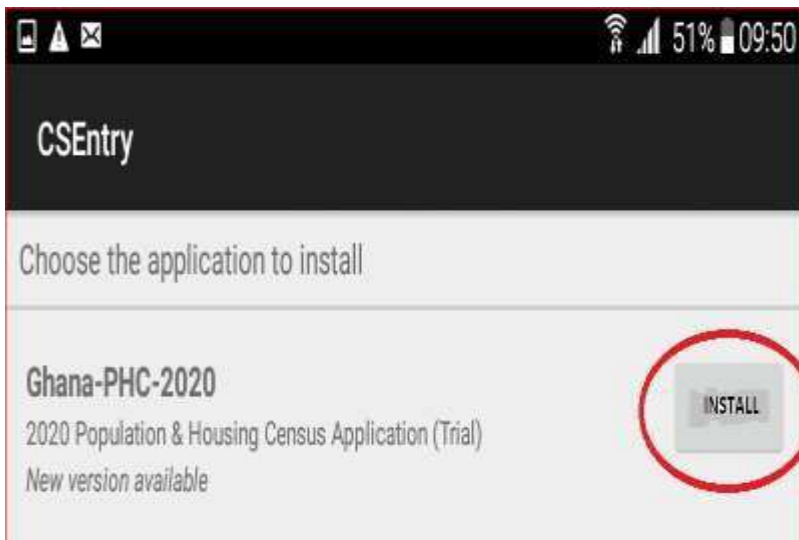 51% 09:50
CSEntry
Choose the application to install
Ghana-PHC-2020
INSTALL
2020 Population & Housing Census Application (Trial)
New version available